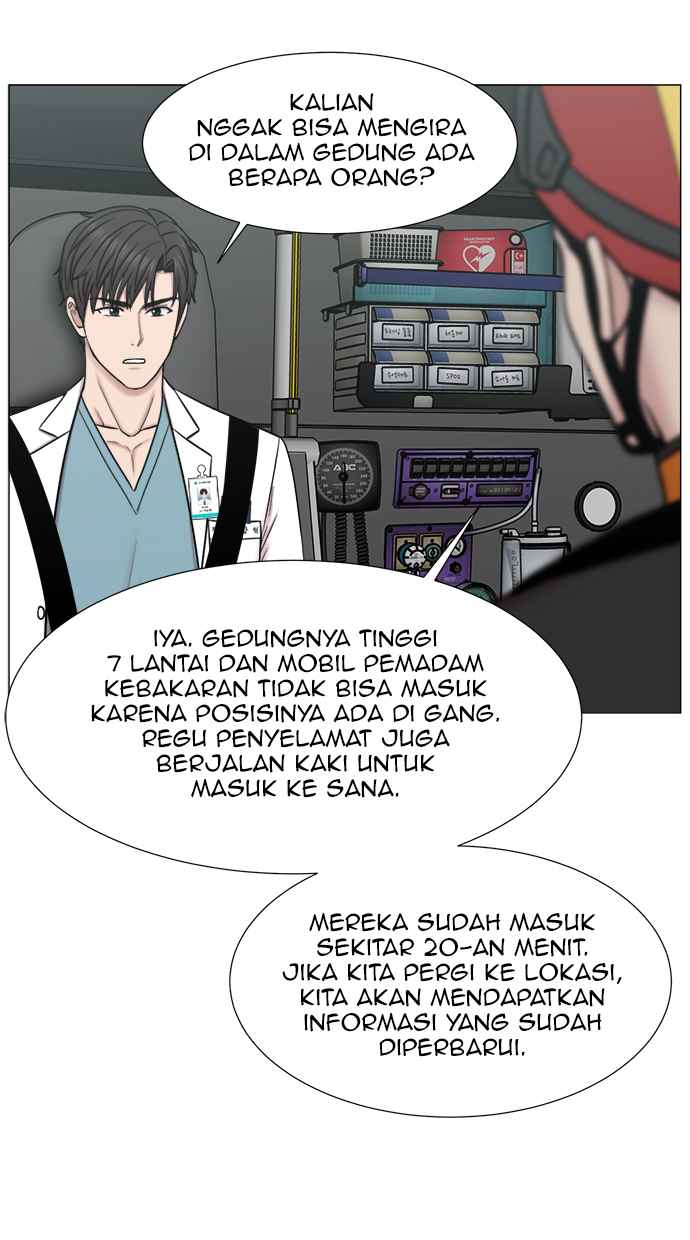 KALIAN
NGGAK BISA MENGIRA
DI DALAM GEDUNG ADA
BERAPA ORANG?
SPO2
ABC
IYA. GEDUNGNYA TINGGI
7 LANTAI DAN MOBIL PEMADAM
KEBAKARAN TIDAK BISA MASUK
KARENA POSISINYA ADA DI GANG.
REGU PENYELAMAT JUGA
BERJALAN KAKI UNTUK
MASUK KE SANA.
MEREKA SUDAH MASUK
SEKITAR 20-AN MENIT.
JIKA KITA PERGI KE LOKASI,
KITA AKAN MENDAPATKAN
INFORMASI YANG SUDAH
DIPERBARUI.